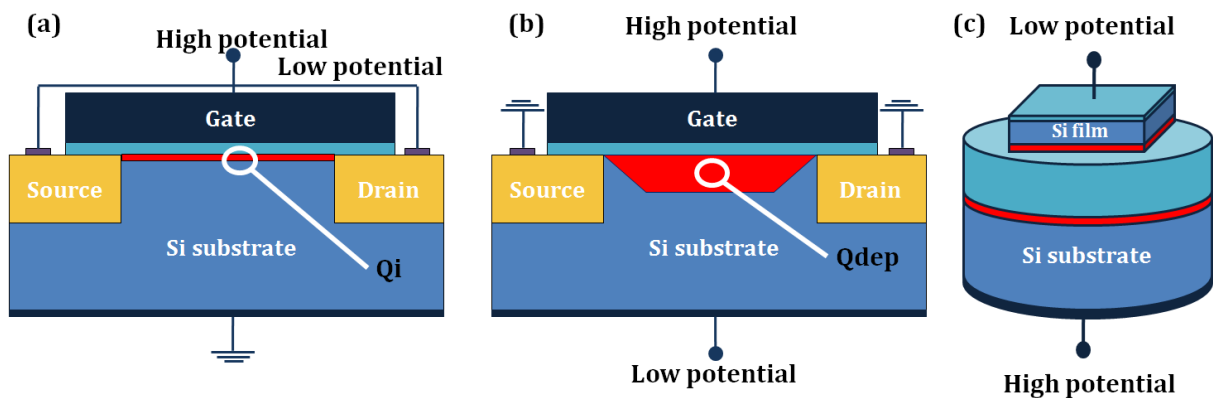 (a)
High potential
Low potential
Gate
Source
Drain
Si substrate
Qi
(b)
High potential
Gate
Source
Drain
Si substrate
Qdep
Low potential
(c)
Low potential
Si film
Si substrate
High potential